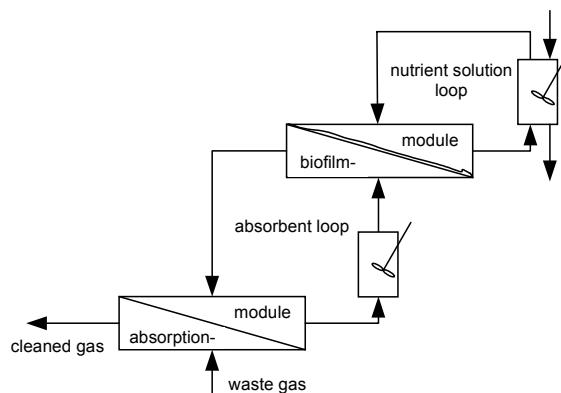 nutrient solution
loop
module
biofilm-
absorbent loop
module
absorption-
cleaned gas
waste gas